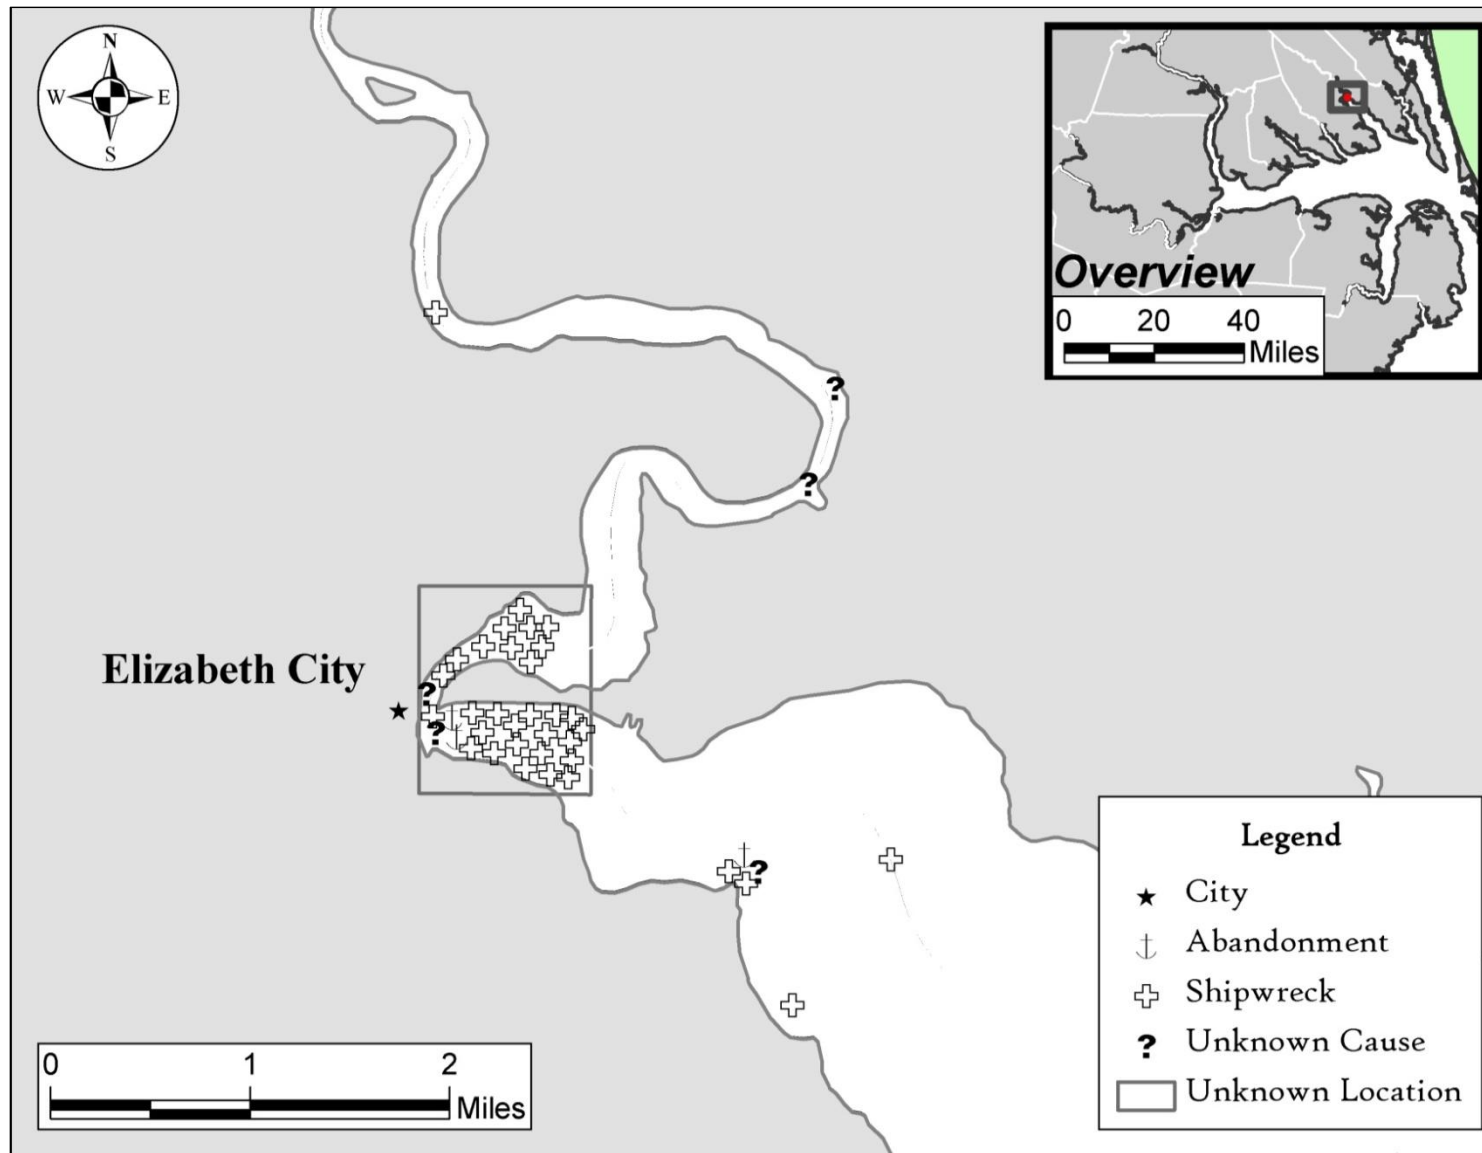 N
W E
S
Overview
0 20 40
Miles
?
?
Elizabeth City
?
?
?
Legend
City
Abandonment
Shipwreck
? Unknown Cause
Unknown Location
0 1 2
Miles